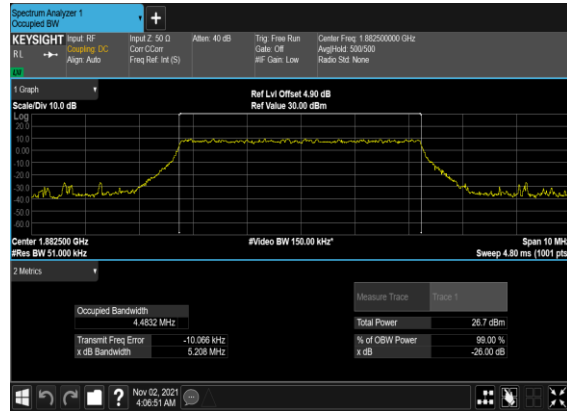 Spectrum Analyzer 1
Occupied BW
+
KEYSIGHT Input: RF Input Z: 50 Ω Atten: 40 dB Trig: Free Run Center Freq: 1.882500000 GHz
RL Coupling: DC Corr CCorr Gate: Off Avg|Hold: 500/500
Align: Auto Freq Ref: Int (S) #IF Gain: Low Radio Std: None
LW
1 Graph Ref Lvl Offset 4.90 dB
Scale/Div 10.0 dB Ref Value 30.00 dBm
Log
20.0
10.0
0.00
-10.0
-20.0
-30.0
-40.0
-50.0
-60.0
Center 1.882500 GHz #Video BW 150.00 kHz* Span 10 MHz
#Res BW 51.000 kHz Sweep 4.80 ms (1001 pts
2 Metrics
Measure Trace Trace 1
Occupied Bandwidth
4.4832 MHz Total Power 26.7 dBm
Transmit Freq Error -10.066 kHz % of OBW Power 99.00 %
x dB Bandwidth 5.208 MHz x dB -26.00 dB
? Nov 02, 2021
4:06:51 AM